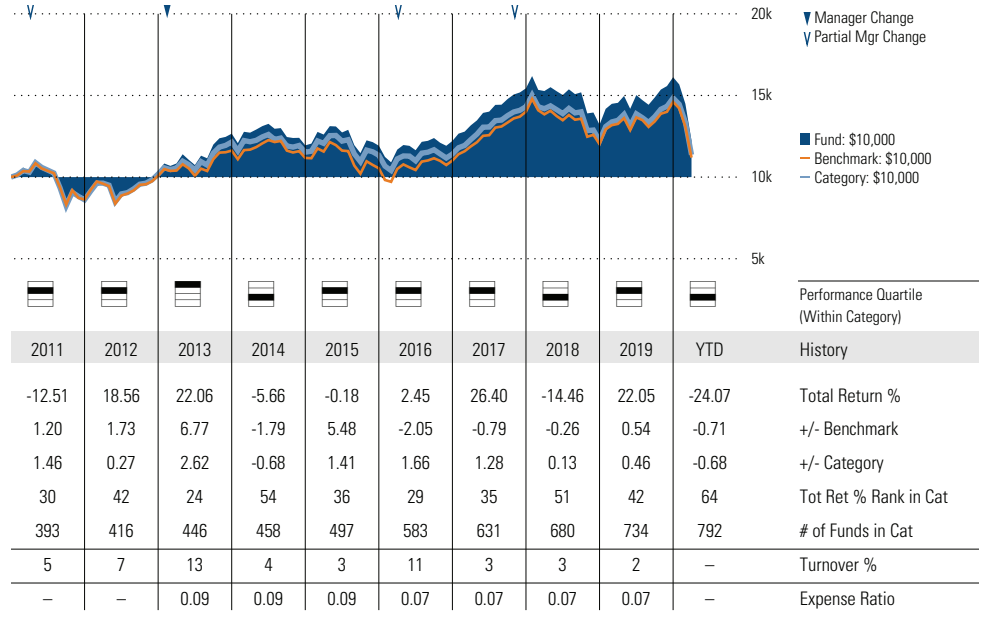 20k
15k
10k
5k
Manager Change
Partial Mgr Change
Fund: $10,000
Benchmark: $10,000
Category: $10,000
Performance Quartile
(Within Category)
2011 2012 2013 2014 2015 2016 2017 2018 2019 YTD History
-12.51 18.56 22.06 -5.66 -0.18 2.45 26.40 -14.46 22.05 -24.07 Total Return %
1.20 1.73 6.77 -1.79 5.48 -2.05 -0.79 -0.26 0.54 -0.71 +/- Benchmark
1.46 0.27 2.62 -0.68 1.41 1.66 1.28 0.13 0.46 -0.68 +/- Category
30 42 24 54 36 29 35 51 42 64 Tot Ret % Rank in Cat
393 416 446 458 497 583 631 680 734 792 # of Funds in Cat
5 7 13 4 3 11 3 3 2 – Turnover %
– – 0.09 0.09 0.09 0.07 0.07 0.07 0.07 – Expense Ratio